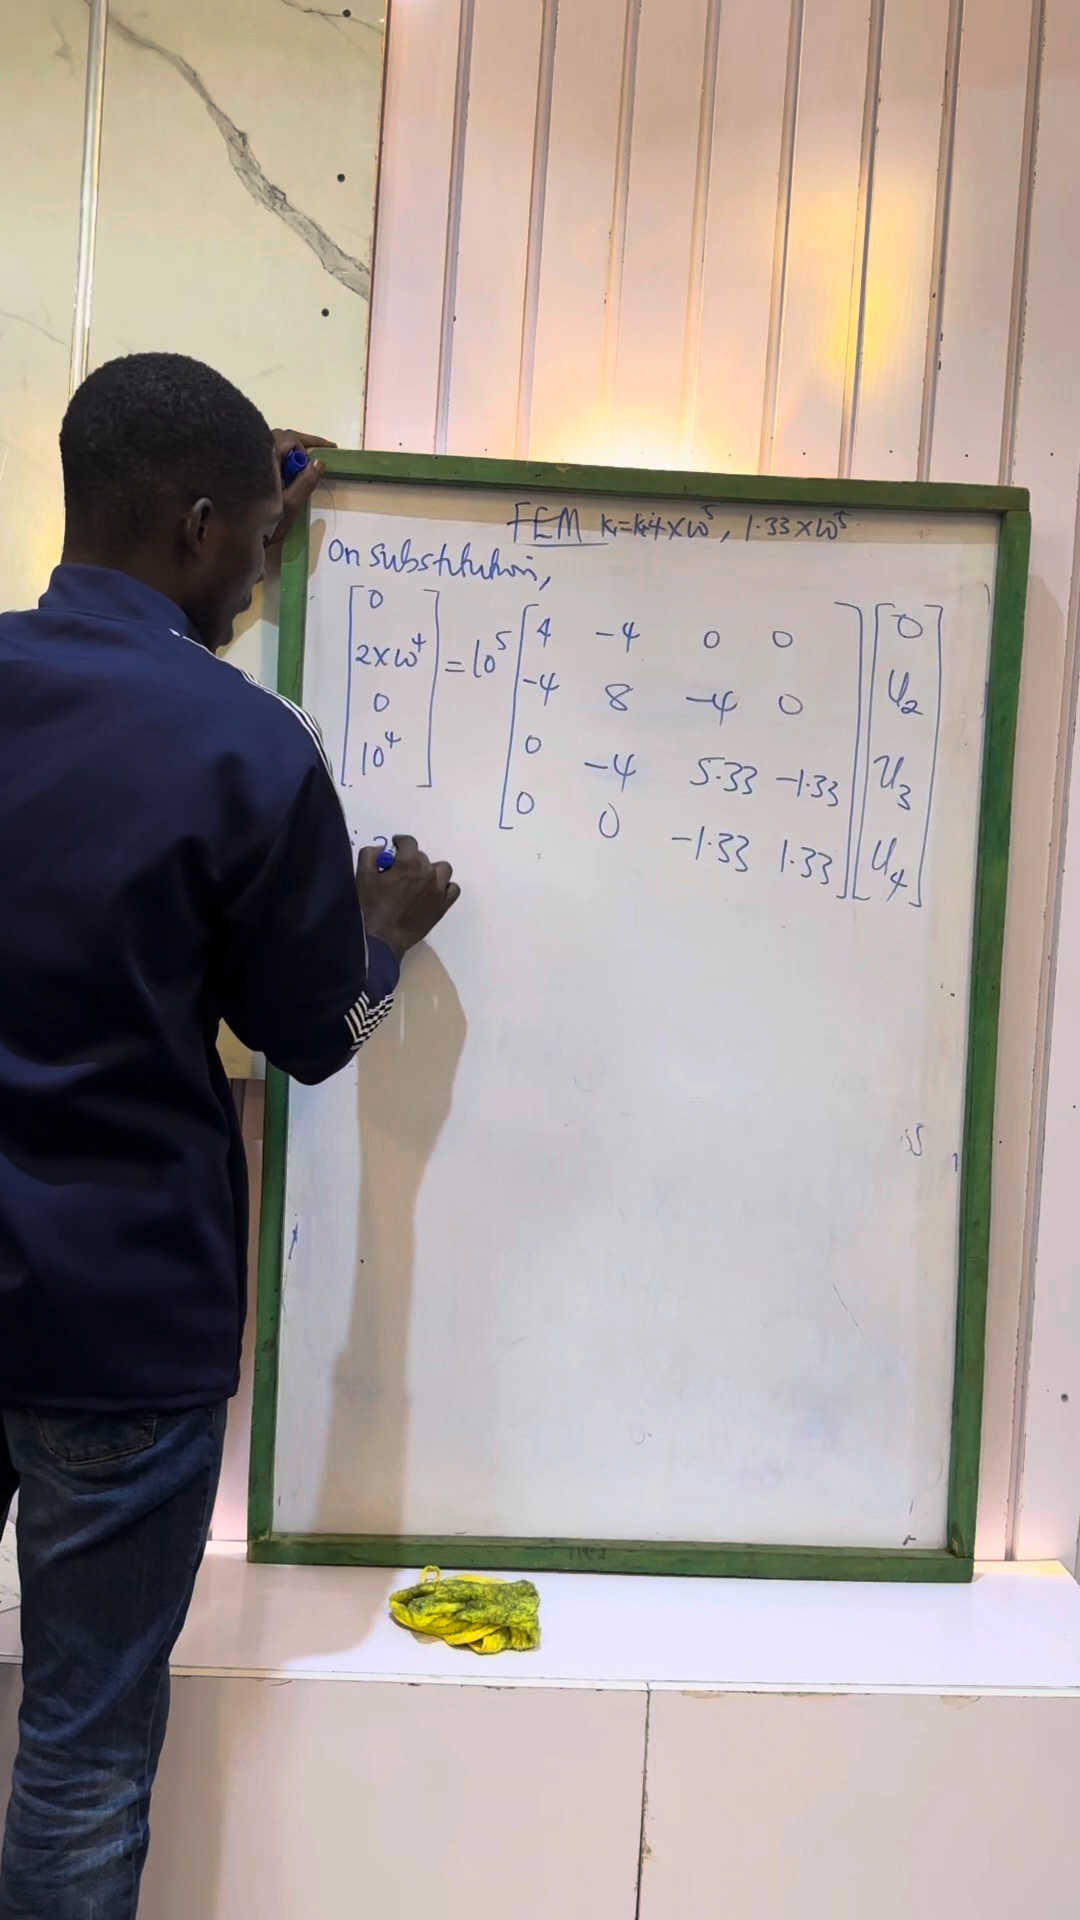 FEM K₁=K₂=4×10⁵, 1.33×10⁵
On substitution,
[0 [4 -4 0 0 [0
2×10⁴ = 10⁵ -4 8 -4 0 U₂
0 0 -4 5.33 -1.33 U₃
10⁴] 0 0 -1.33 1.33] U₄]